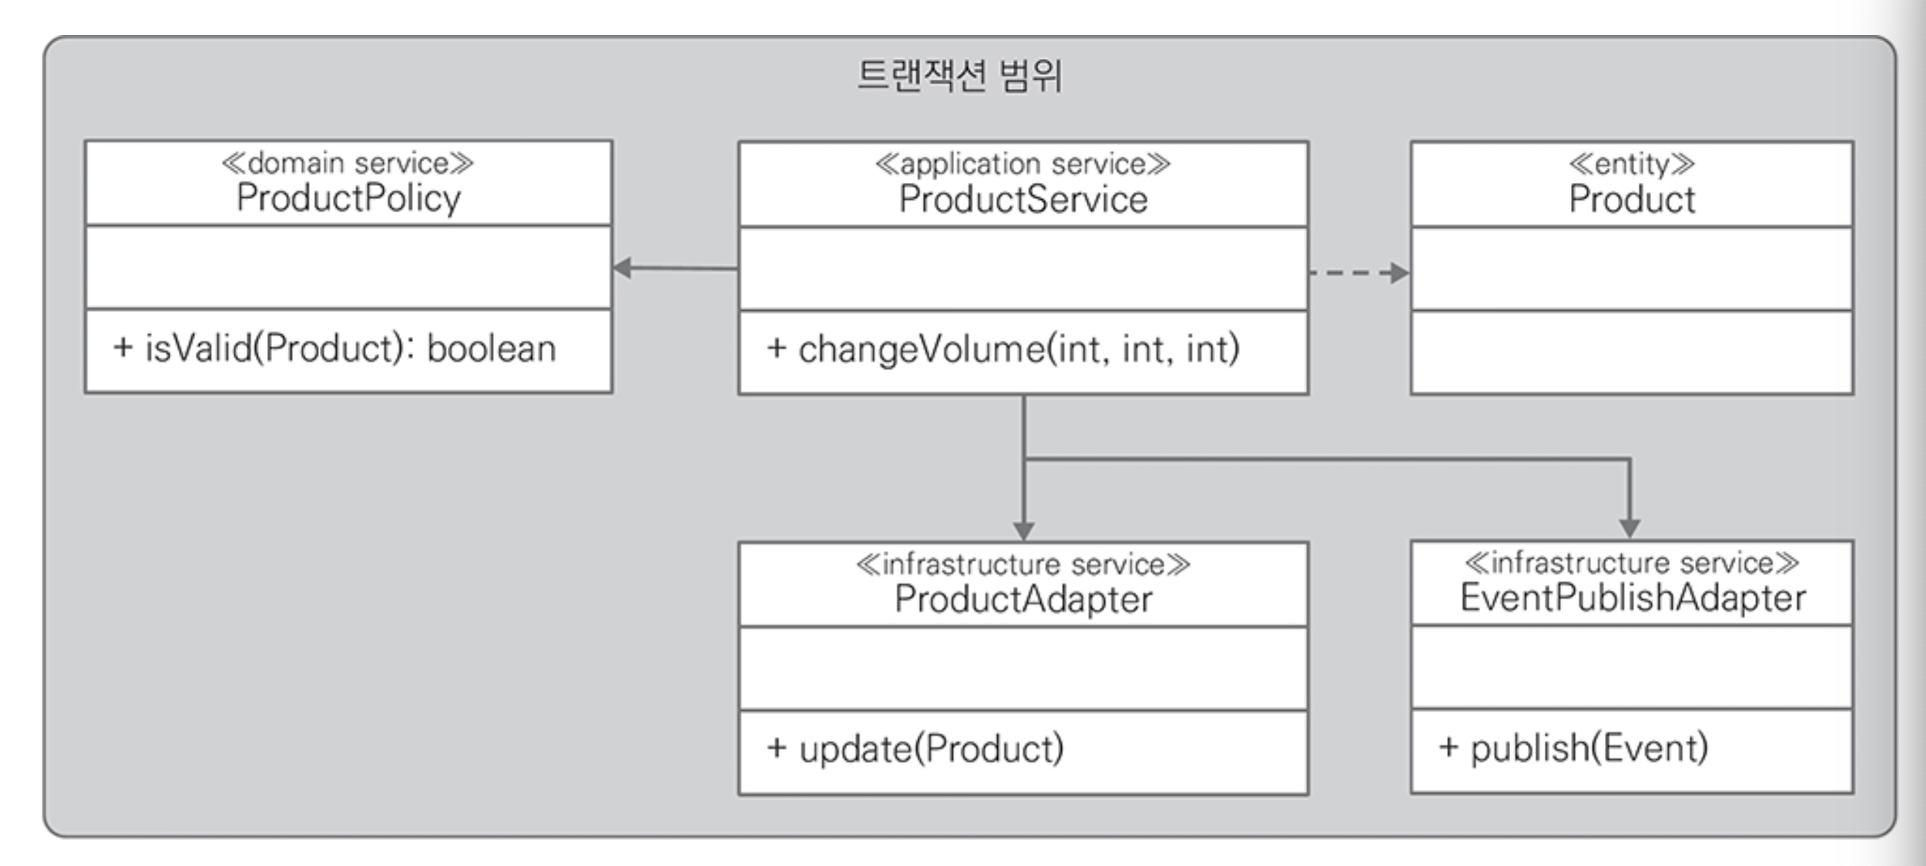 트랜잭션 범위
≪domain service≫
ProductPolicy
+ isValid(Product): boolean
≪application service≫
ProductService
+ changeVolume(int, int, int)
≪entity≫
Product
≪infrastructure service≫
ProductAdapter
+ update(Product)
≪infrastructure service≫
EventPublishAdapter
+ publish(Event)